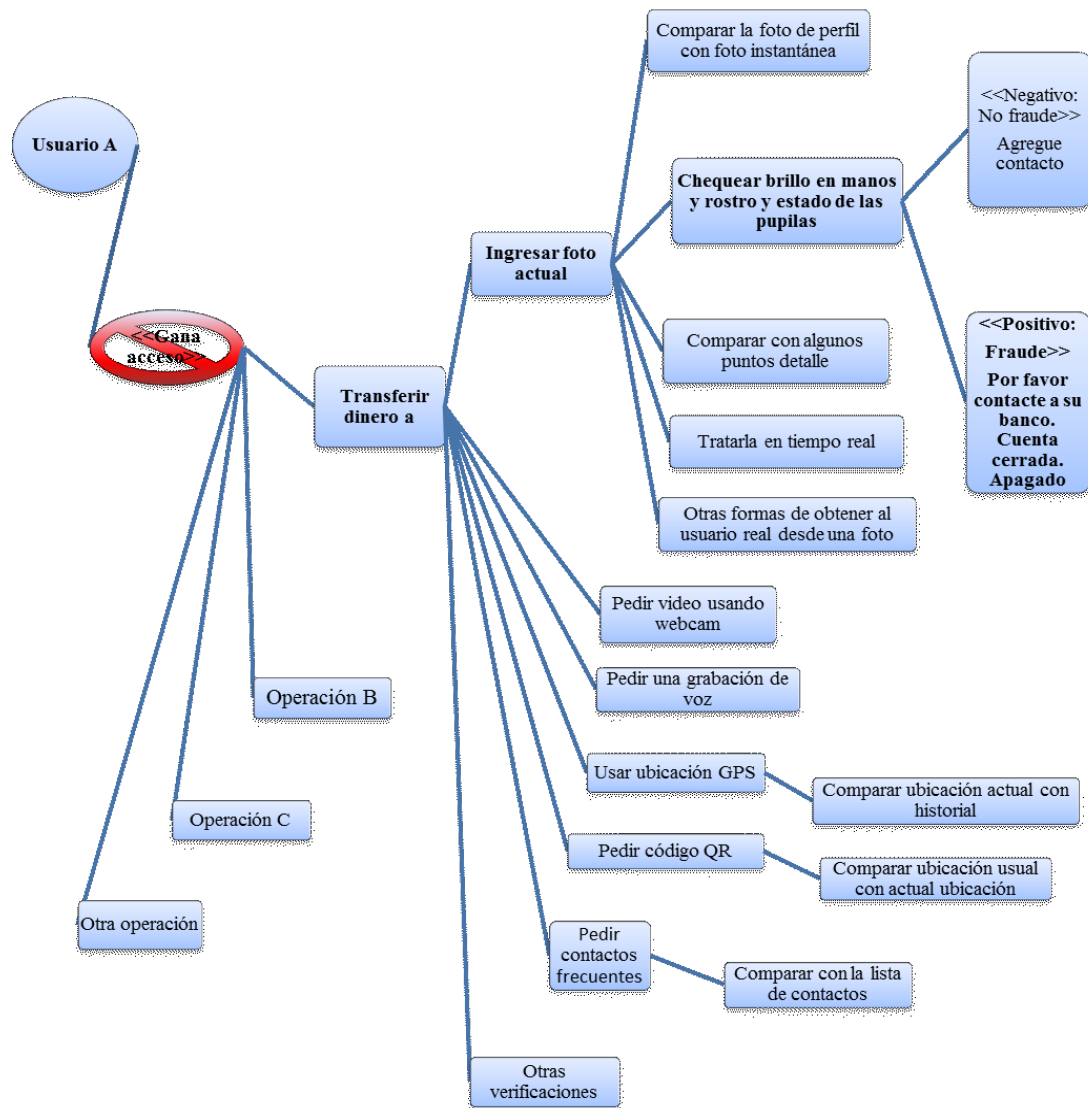 Comparar la foto de perfil
con foto instantánea
<<Negativo:
No fraude>>
Agregue
contacto
Usuario A
Chequear brillo en manos
y rostro y estado de las
pupilas
Ingresar foto
actual
<<Gana
acceso>>
<<Positivo:
Fraude>>
Por favor
contacte a su
banco.
Cuenta
cerrada.
Apagado
Comparar con algunos
puntos detalle
Transferir
dinero a
Tratarla en tiempo real
Otras formas de obtener al
usuario real desde una foto
Pedir video usando
webcam
Pedir una grabación de
voz
Operación B
Usar ubicación GPS
Comparar ubicación actual con
historial
Operación C
Pedir código QR
Comparar ubicación usual
con actual ubicación
Otra operación
Pedir
contactos
frecuentes
Comparar con la lista
de contactos
Otras
verificaciones